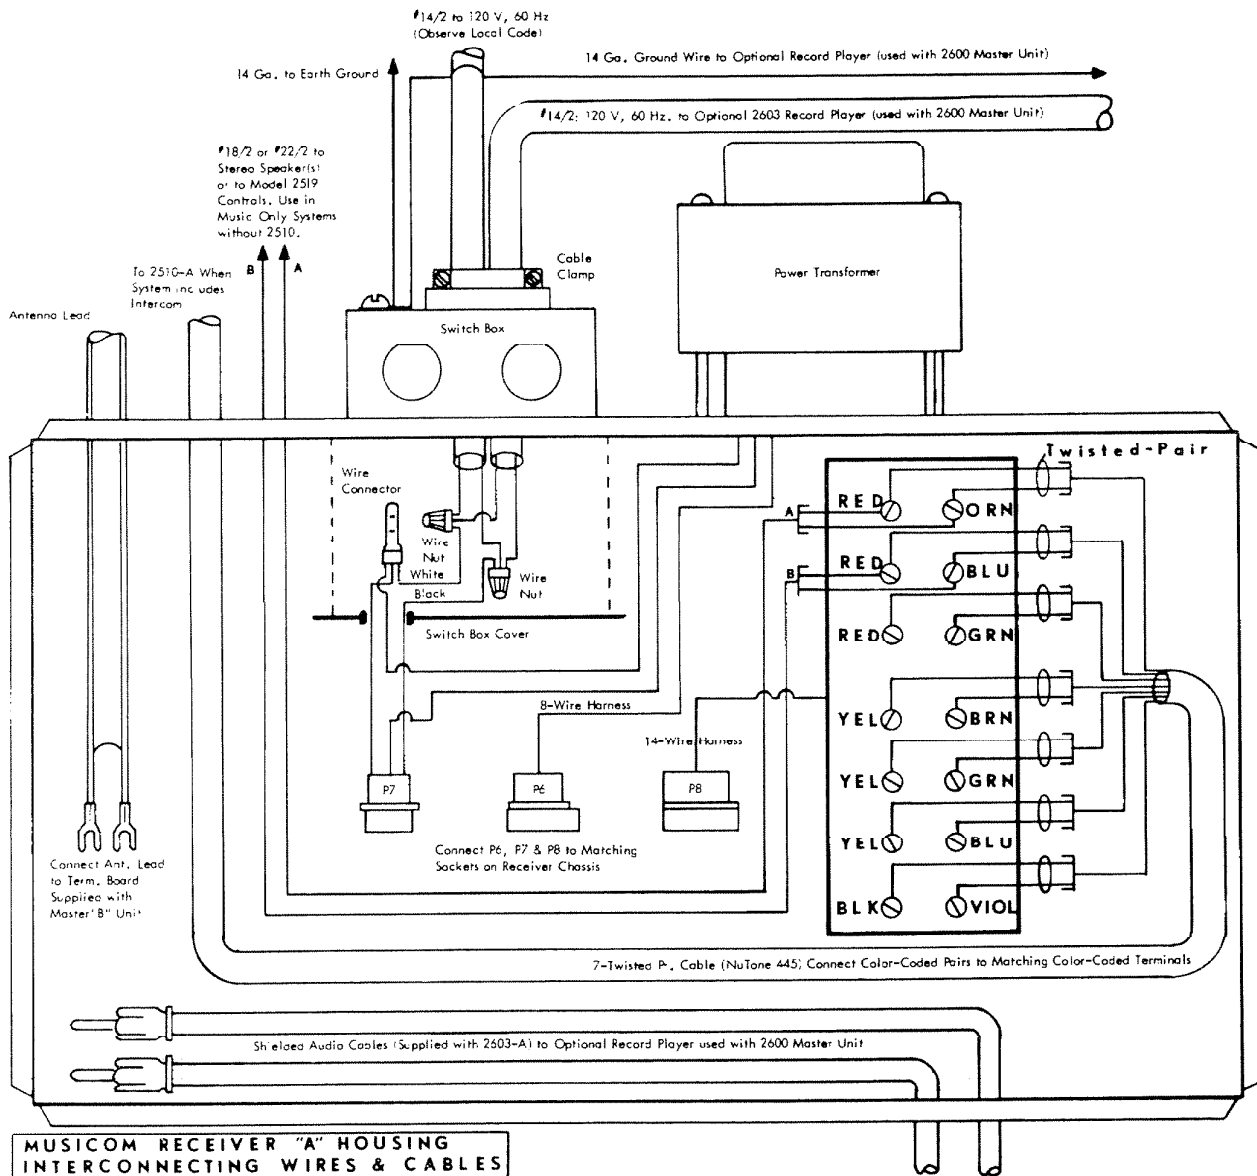 #14/2 to 120 V, 60 Hz
(Observe Local Code)
14 Ga. to Earth Ground
14 Ga. Ground Wire to Optional Record Player (used with 2600 Master Unit)
#14/2: 120 V, 60 Hz. to Optional 2603 Record Player (used with 2600 Master Unit)
#18/2 or #22/2 to
Stereo Speaker(s)
or to Model 2519
Controls. Use in
Music Only Systems
without 2510.
B
A
To 2510-A When
System includes
Intercom
Antenna Lead
Cable
Clamp
Switch Box
Power Transformer
Wire
Connector
Wire
Nut
White
Black
Wire
Nut
Switch Box Cover
Twisted-Pair
A
RED
ORN
B
RED
BLU
RED
GRN
YEL
BRN
YEL
GRN
YEL
BLU
BLK
VIOL
8-Wire Harness
14-Wire Harness
P7
P6
P8
Connect P6, P7 & P8 to Matching
Sockets on Receiver Chassis
Connect Ant. Lead
to Term. Board
Supplied with
Master "B" Unit
7-Twisted Pr. Cable (NuTone 445) Connect Color-Coded Pairs to Matching Color-Coded Terminals
Shielded Audio Cables (Supplied with 2603-A) to Optional Record Player used with 2600 Master Unit
MUSICOM RECEIVER "A" HOUSING
INTERCONNECTING WIRES & CABLES